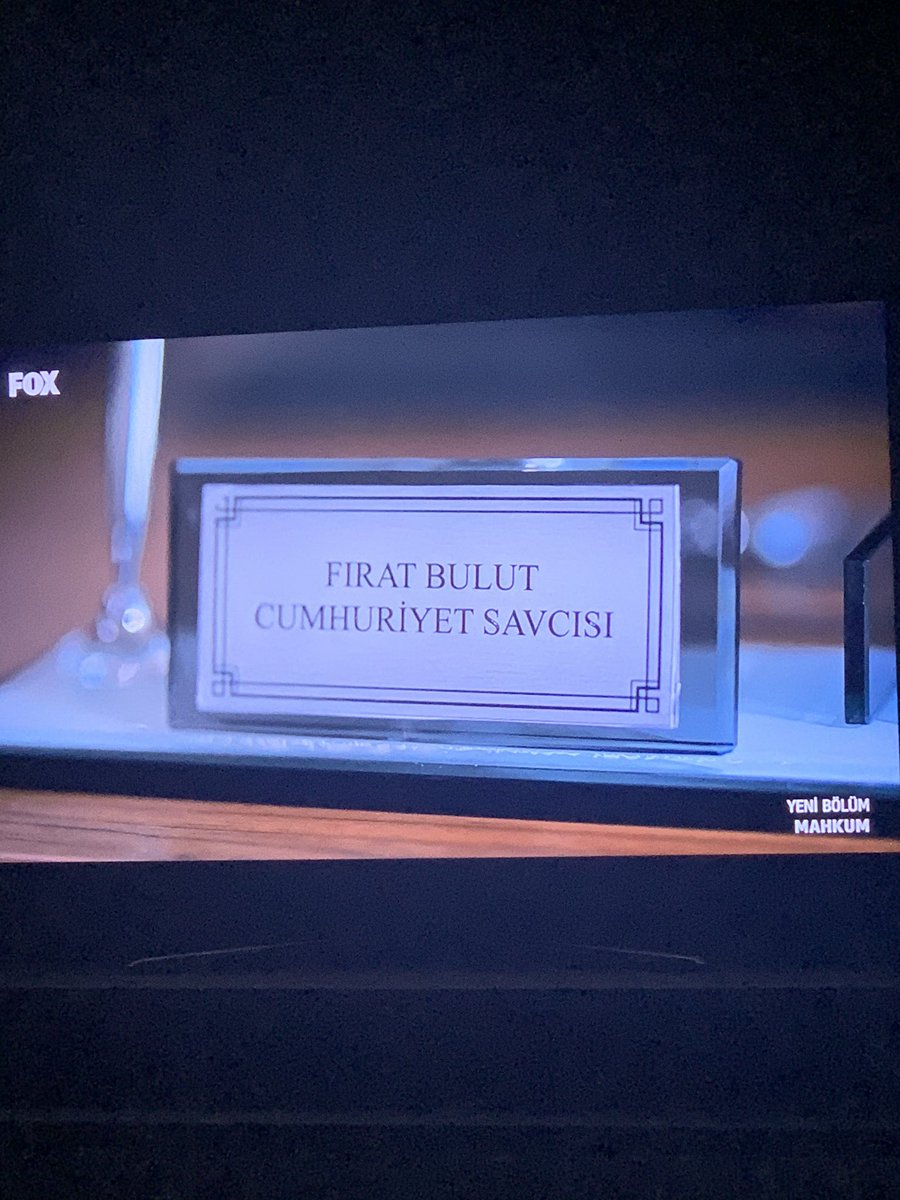 FOX
FIRAT BULUT
CUMHURİYET SAVCISI
YENİ BÖLÜM
MAHKUM